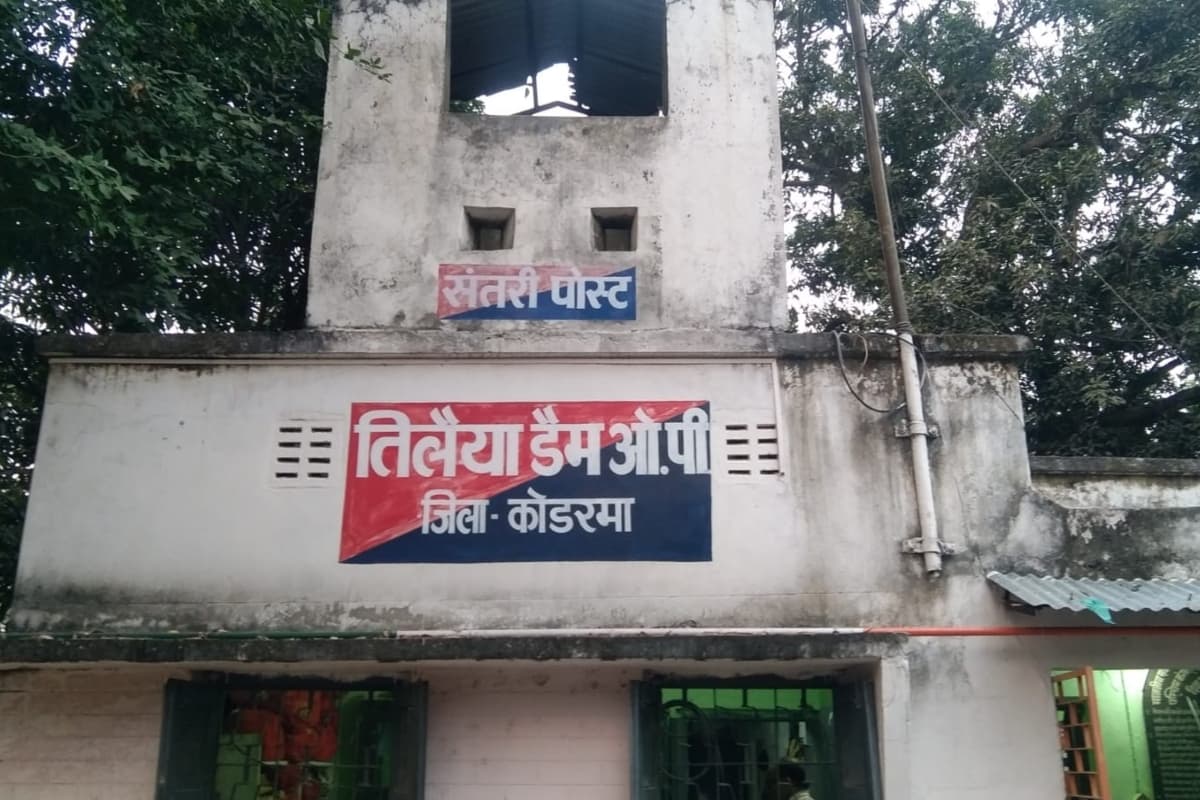 संतरी पोस्ट
तिलैया डैम ओ.पी
जिला- कोडरमा